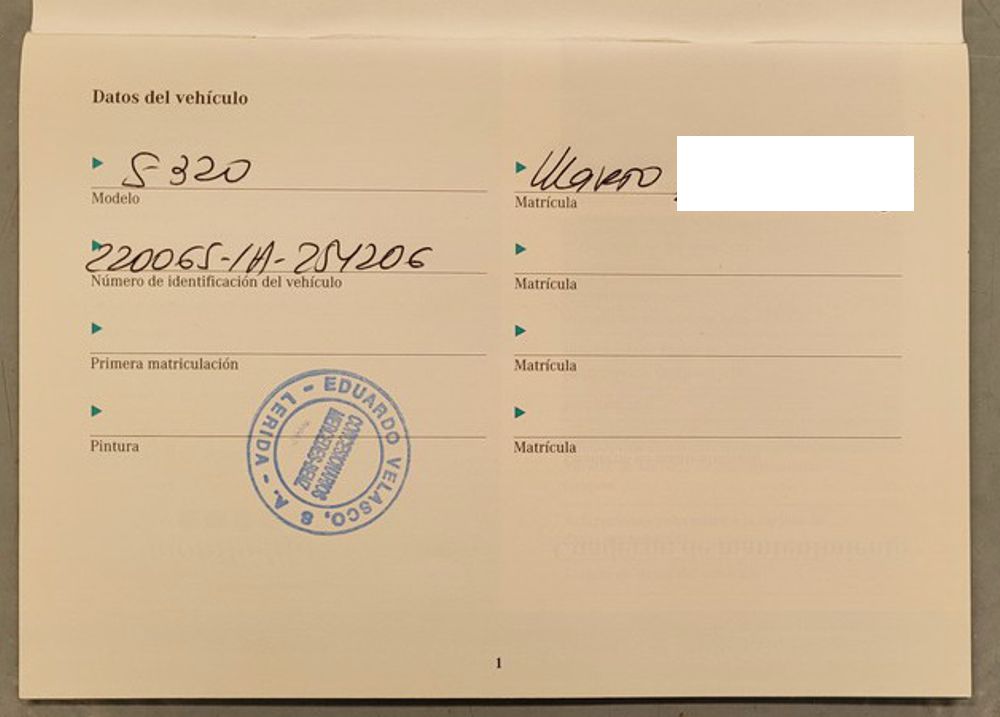 Datos del vehículo
S-320
Modelo
220065-1A-254206
Número de identificación del vehículo
Primera matriculación
Pintura
Matrícula
Matrícula
Matrícula
Matrícula
EDUARDO VELASCO, S. A. - LERIDA -
CONCESIONARIOS
MERCEDES-BENZ
1